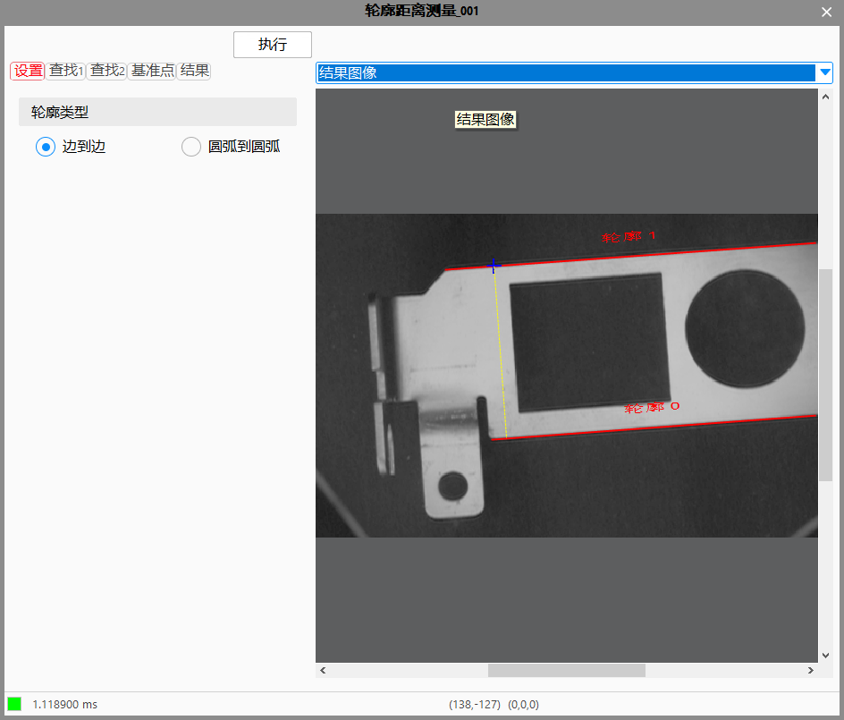 轮廓距离测量_001
执行
设置 查找1 查找2 基准点 结果
结果图像
轮廓类型
结果图像
边到边 圆弧到圆弧
轮廓 1
轮廓 0
1.118900 ms (138,-127) (0,0,0)